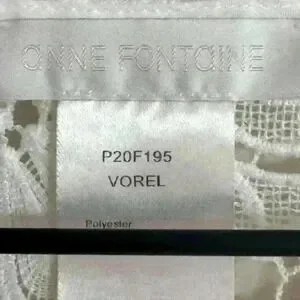 ANNE FONTAINE
P20F195
VOREL
Polyester